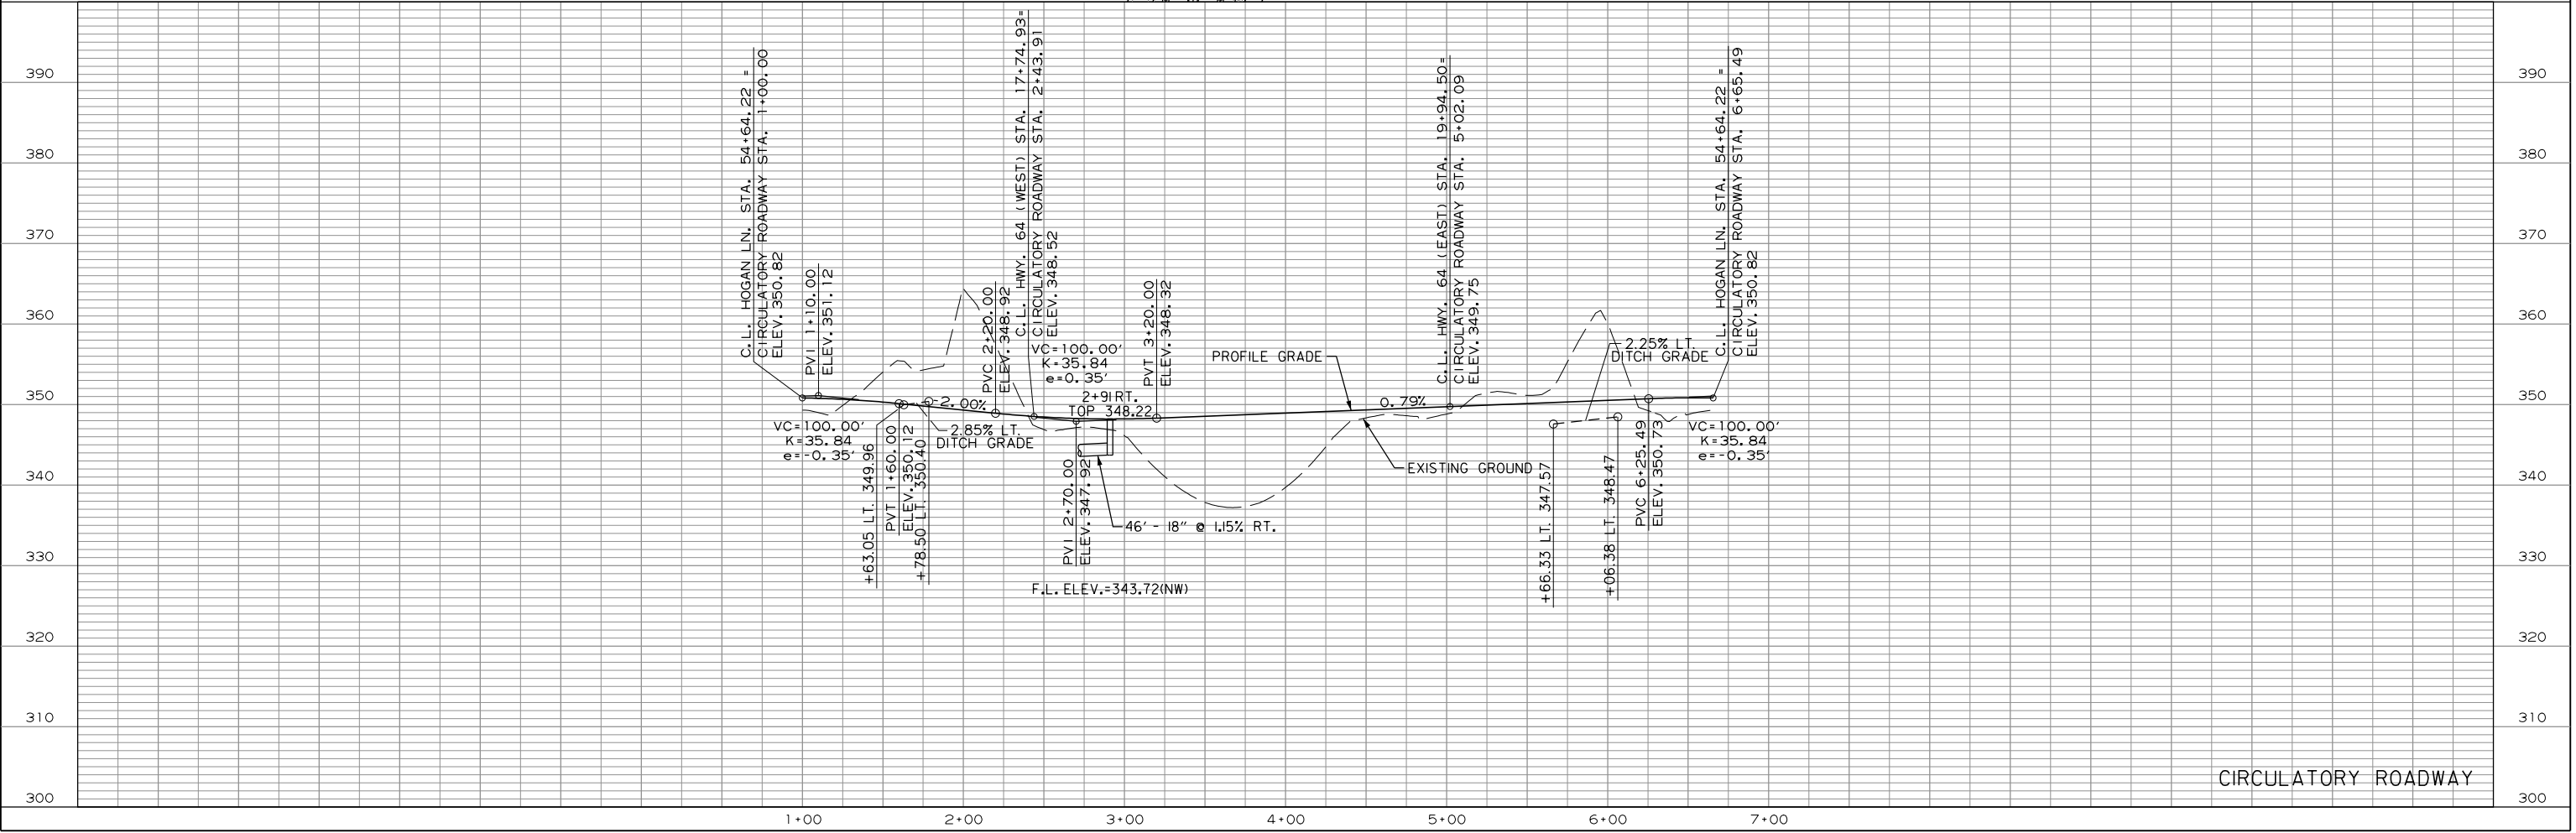 390
380
370
360
350
340
330
320
310
300
C.L. HOGAN LN. STA. 54+64.22 =
CIRCULATORY ROADWAY STA. 1+00.00
ELEV. 350.82
PVI 1+10.00
ELEV. 351.12
VC=100.00'
K=35.84
e=-0.35'
+63.05 LT. 349.96
PVT 1+60.00
ELEV. 350.12
+78.50 LT. 350.40
-2.00%
2.85% LT.
DITCH GRADE
PVC 2+20.00
ELEV. 348.92
C.L. HWY. 64 (WEST) STA. 17+74.93=
CIRCULATORY ROADWAY STA. 2+43.91
ELEV. 348.52
VC=100.00'
K=35.84
e=0.35'
2+91 RT.
TOP 348.22
PVI 2+70.00
ELEV. 347.92
46' - 18" @ 1.15% RT.
F.L. ELEV.=343.72(NW)
PVT 3+20.00
ELEV. 348.32
PROFILE GRADE
0.79%
EXISTING GROUND
C.L. HWY. 64 (EAST) STA. 19+94.50=
CIRCULATORY ROADWAY STA. 5+02.09
ELEV. 349.75
2.25% LT.
DITCH GRADE
+66.33 LT. 347.57
+06.38 LT. 348.47
PVC 6+25.49
ELEV. 350.73
C.L. HOGAN LN. STA. 54+64.22 =
CIRCULATORY ROADWAY STA. 6+65.49
ELEV. 350.82
VC=100.00'
K=35.84
e=-0.35'
390
380
370
360
350
340
330
320
310
300
CIRCULATORY ROADWAY
1+00
2+00
3+00
4+00
5+00
6+00
7+00